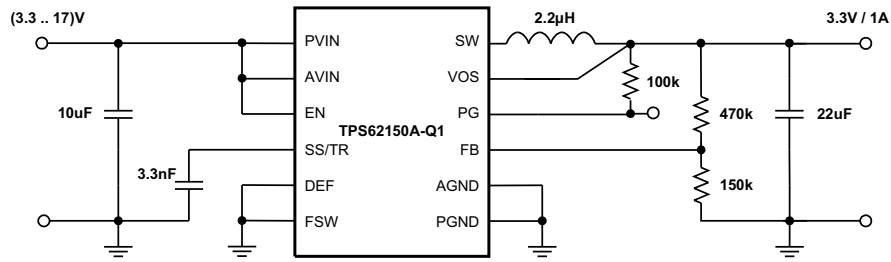 (3.3 .. 17)V
2.2µH
3.3V / 1A
PVIN
SW
AVIN
VOS
100k
10uF
EN
PG
470k
22uF
TPS62150A-Q1
SS/TR
FB
3.3nF
DEF
AGND
150k
FSW
PGND